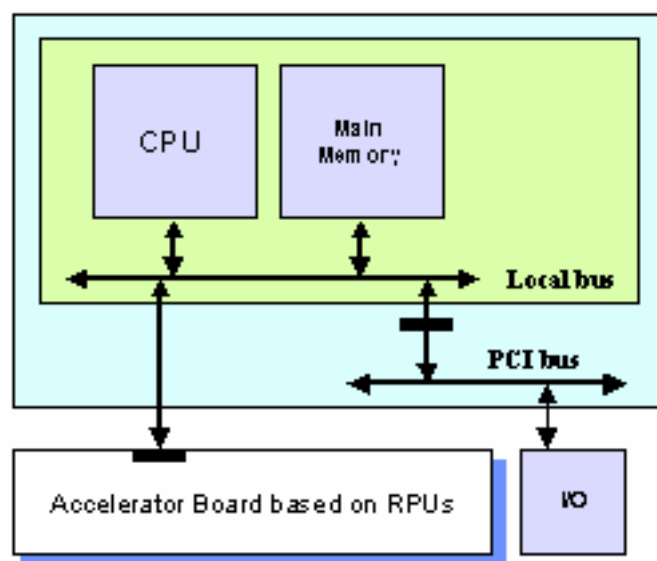 CPU
Main
Memory
Local bus
PCI bus
Accelerator Board based on RPUs
I/O